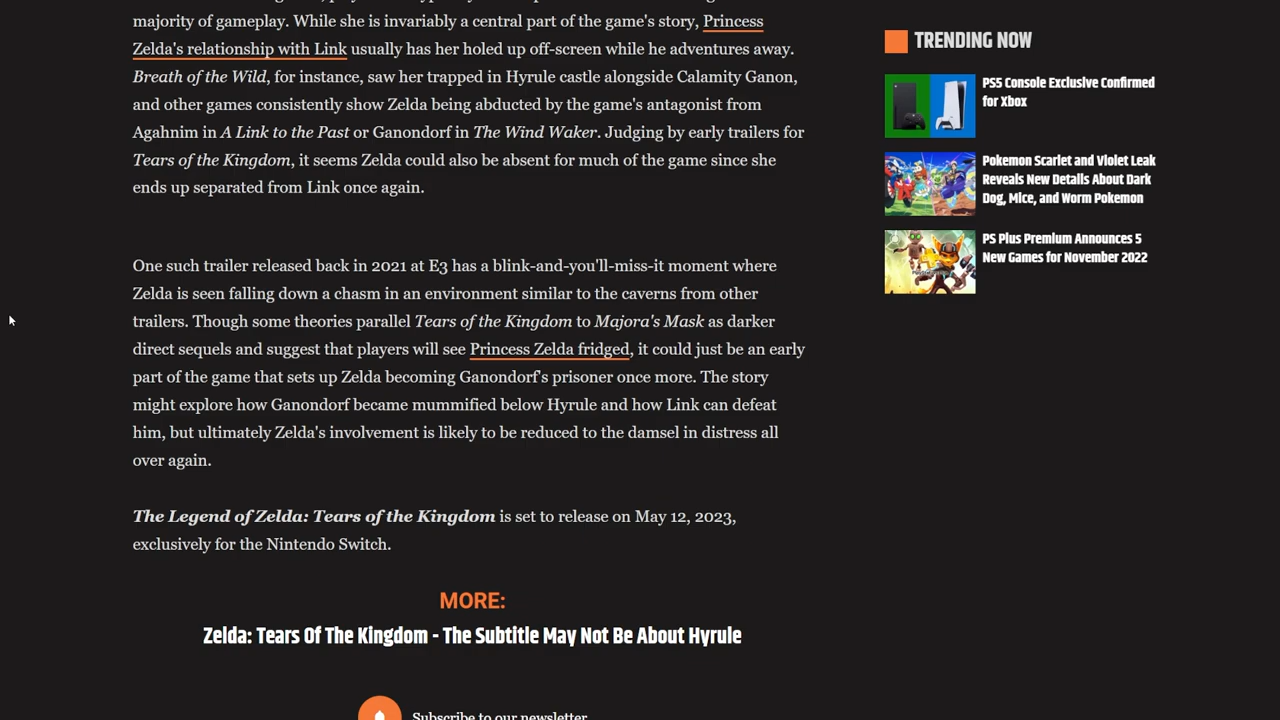 majority of gameplay. While she is invariably a central part of the game's story, Princess
Zelda's relationship with Link usually has her holed up off-screen while he adventures away.
Breath of the Wild, for instance, saw her trapped in Hyrule castle alongside Calamity Ganon,
and other games consistently show Zelda being abducted by the game's antagonist from
Agahnim in A Link to the Past or Ganondorf in The Wind Waker. Judging by early trailers for
Tears of the Kingdom, it seems Zelda could also be absent for much of the game since she
ends up separated from Link once again.
One such trailer released back in 2021 at E3 has a blink-and-you'll-miss-it moment where
Zelda is seen falling down a chasm in an environment similar to the caverns from other
trailers. Though some theories parallel Tears of the Kingdom to Majora's Mask as darker
direct sequels and suggest that players will see Princess Zelda fridged, it could just be an early
part of the game that sets up Zelda becoming Ganondorf's prisoner once more. The story
might explore how Ganondorf became mummified below Hyrule and how Link can defeat
him, but ultimately Zelda's involvement is likely to be reduced to the damsel in distress all
over again.
The Legend of Zelda: Tears of the Kingdom is set to release on May 12, 2023,
exclusively for the Nintendo Switch.
MORE:
Zelda: Tears Of The Kingdom - The Subtitle May Not Be About Hyrule
Subscribe to our newsletter
TRENDING NOW
PS5 Console Exclusive Confirmed
for Xbox
Pokemon Scarlet and Violet Leak
Reveals New Details About Dark
Dog, Mice, and Worm Pokemon
PS Plus Premium Announces 5
New Games for November 2022